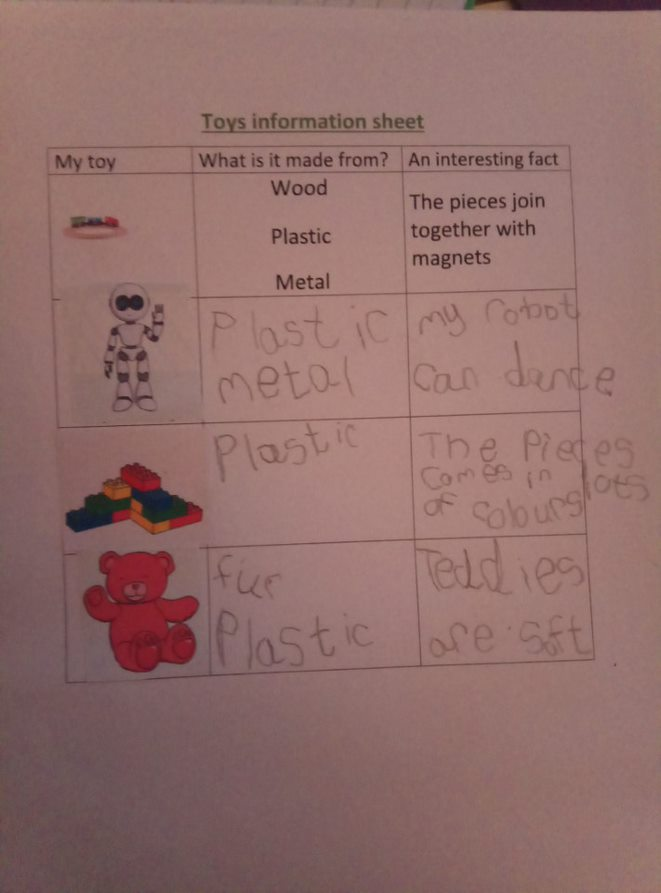 Toys information sheet
My toy What is it made from? An interesting fact
Wood
Plastic
Metal
The pieces join
together with
magnets
Plastic
metal
my robot
can dance
Plastic
The Pieces
comes in lots
of colours
fur
Plastic
Teddies
are soft